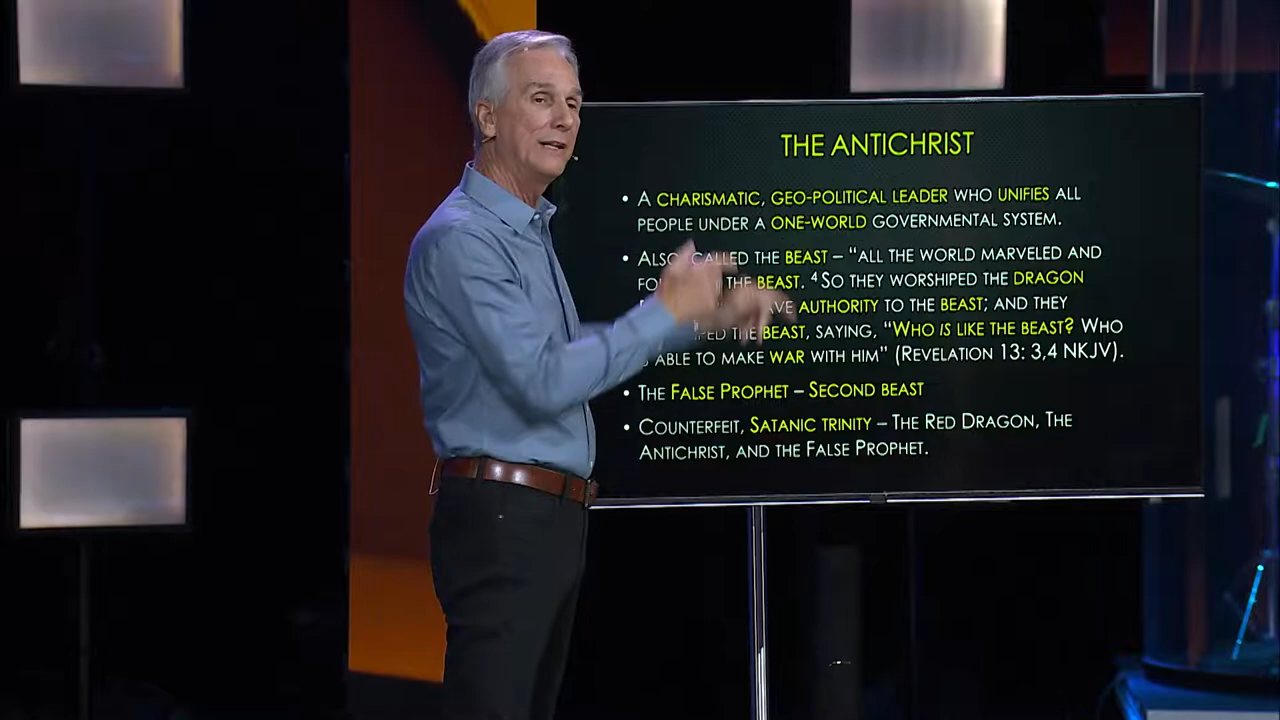 THE ANTICHRIST
• A CHARISMATIC, GEO-POLITICAL LEADER WHO UNIFIES ALL
PEOPLE UNDER A ONE-WORLD GOVERNMENTAL SYSTEM.
• ALSO CALLED THE BEAST – “ALL THE WORLD MARVELED AND
THE BEAST. 4 SO THEY WORSHIPED THE DRAGON
AUTHORITY TO THE BEAST; AND THEY
THE BEAST, SAYING, “WHO IS LIKE THE BEAST? WHO
ABLE TO MAKE WAR WITH HIM” (REVELATION 13: 3,4 NKJV).
• THE FALSE PROPHET – SECOND BEAST
• COUNTERFEIT, SATANIC TRINITY – THE RED DRAGON, THE
ANTICHRIST, AND THE FALSE PROPHET.